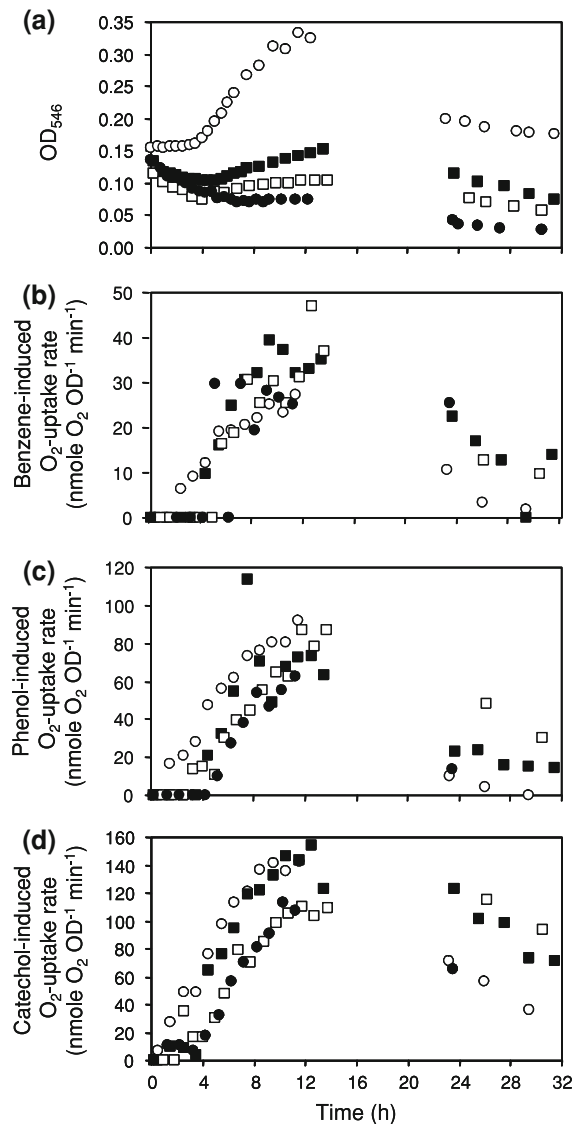 (a)
0.35
0.30
0.25
0.20
0.15
0.10
0.05
0.00
OD546
(b)
50
40
30
20
10
0
Benzene-induced
O2-uptake rate
(nmole O2 OD-1 min-1)
(c)
120
100
80
60
40
20
0
Phenol-induced
O2-uptake rate
(nmole O2 OD-1 min-1)
(d)
160
140
120
100
80
60
40
20
0
Catechol-induced
O2-uptake rate
(nmole O2 OD-1 min-1)
0 4 8 12 16 20 24 28 32
Time (h)